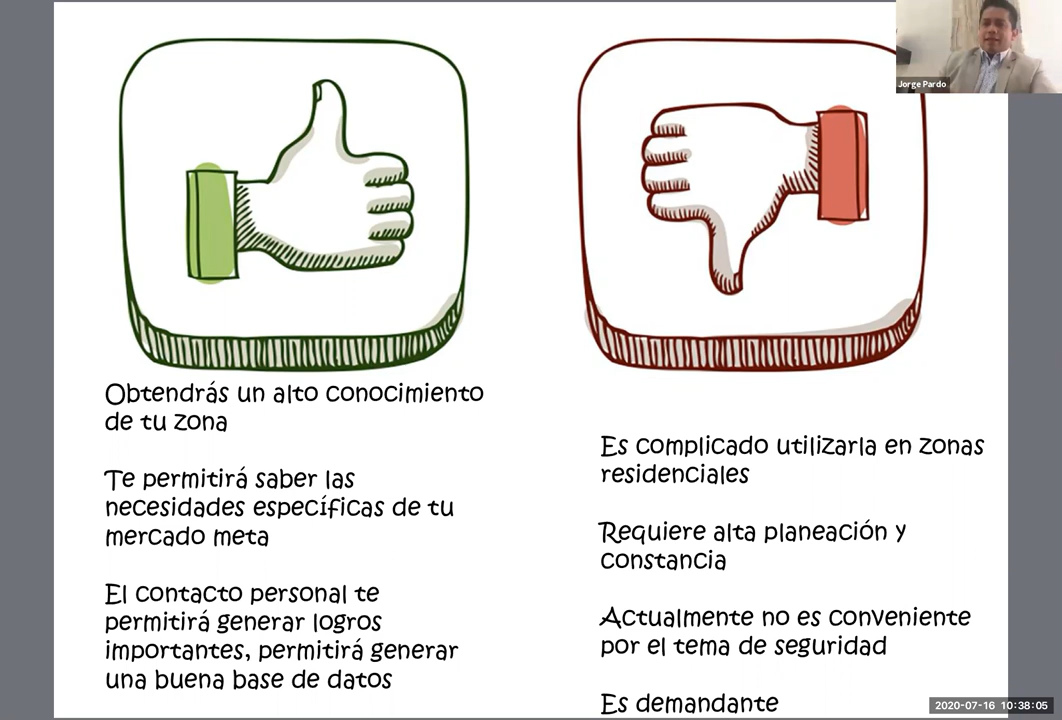 Jorge Pardo
Obtendrás un alto conocimiento
de tu zona
Te permitirá saber las
necesidades específicas de tu
mercado meta
El contacto personal te
permitirá generar logros
importantes, permitirá generar
una buena base de datos
Es complicado utilizarla en zonas
residenciales
Requiere alta planeación y
constancia
Actualmente no es conveniente
por el tema de seguridad
Es demandante
2020-07-16 10:38:05